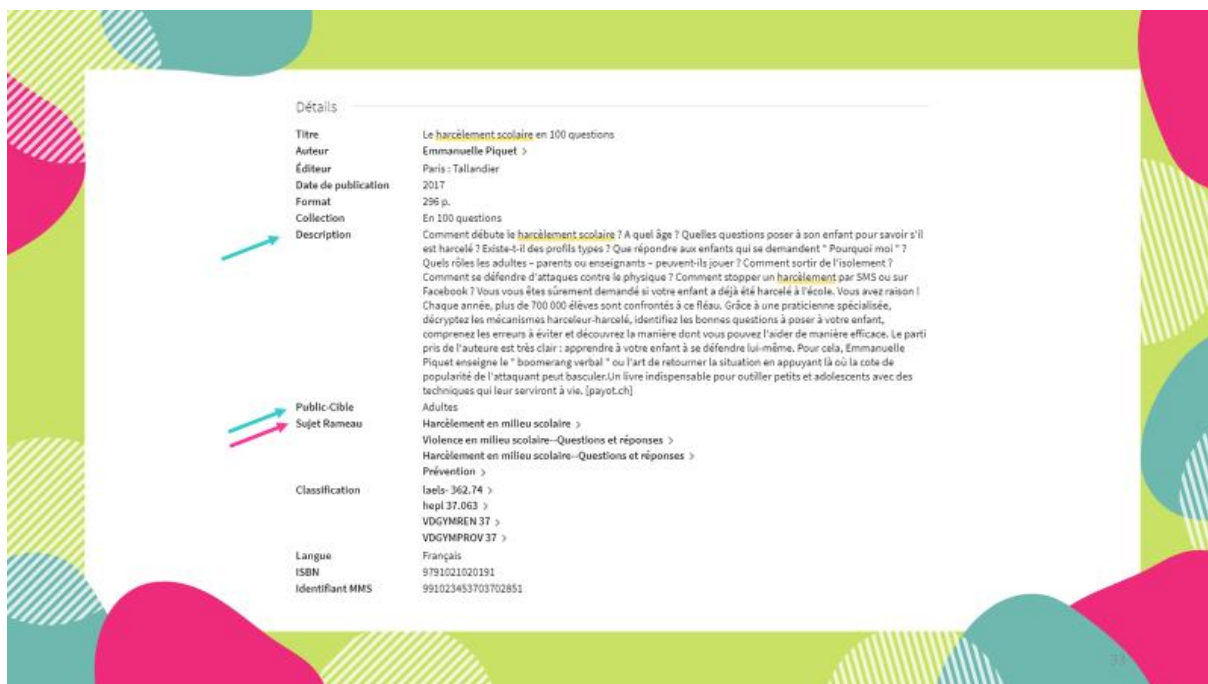 Détails
Titre Le harcèlement scolaire en 100 questions
Auteur Emmanuelle Piquet >
Éditeur Paris : Tallandier
Date de publication 2017
Format 296 p.
Collection En 100 questions
Description Comment débute le harcèlement scolaire ? A quel âge ? Quelles questions poser à son enfant pour savoir s'il
est harcelé ? Existe-t-il des profils types ? Que répondre aux enfants qui se demandent " Pourquoi moi " ?
Quels rôles les adultes – parents ou enseignants – peuvent-ils jouer ? Comment sortir de l'isolement ?
Comment se défendre d'attaques contre le physique ? Comment stopper un harcèlement par SMS ou sur
Facebook ? Vous vous êtes sûrement demandé si votre enfant a déjà été harcelé à l'école. Vous avez raison !
Chaque année, plus de 700 000 élèves sont confrontés à ce fléau. Grâce à une praticienne spécialisée,
décryptez les mécanismes harceleur-harcelé, identifiez les bonnes questions à poser à votre enfant,
comprenez les erreurs à éviter et découvrez la manière dont vous pouvez l'aider de manière efficace. Le parti
pris de l'auteure est très clair : apprendre à votre enfant à se défendre lui-même. Pour cela, Emmanuelle
Piquet enseigne le " boomerang verbal " ou l'art de retourner la situation en appuyant là où la cote de
popularité de l'attaquant peut basculer.Un livre indispensable pour outiller petits et adolescents avec des
techniques qui leur serviront à vie. [payot.ch]
Public-Cible Adultes
Sujet Rameau Harcèlement en milieu scolaire >
Violence en milieu scolaire--Questions et réponses >
Harcèlement en milieu scolaire--Questions et réponses >
Prévention >
Classification laels- 362.74 >
hepl 37.063 >
VDGYMREN 37 >
VDGYMPROV 37 >
Langue Français
ISBN 9791021020191
Identifiant MMS 991023453703702851
33